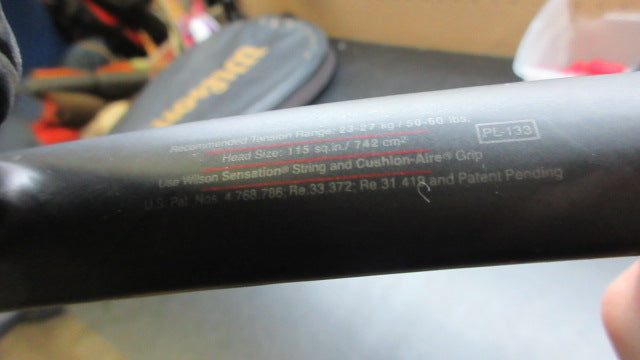 Wilson
Recommended Tension Range: 23-27 kg / 50-60 lbs.
Head Size: 115 sq.in./ 742 cm²
PL-133
Use Wilson Sensation® String and Cushion-Aire® Grip
U.S. Pat. Nos. 4,768,786; Re.33,372; Re.31,419 and Patent Pending